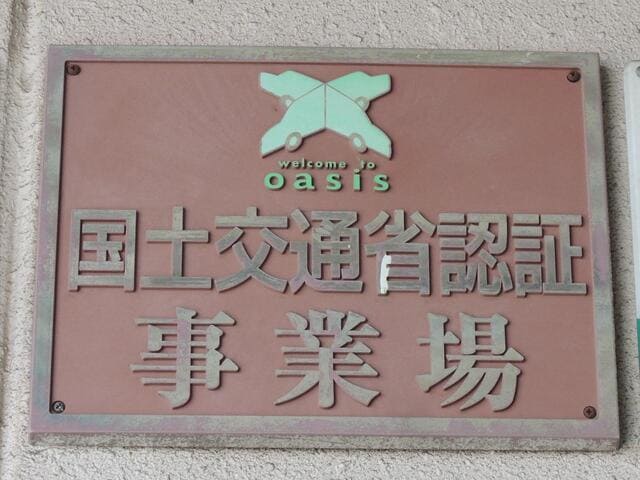 welcome to
oasis
国土交通省認証
事業場